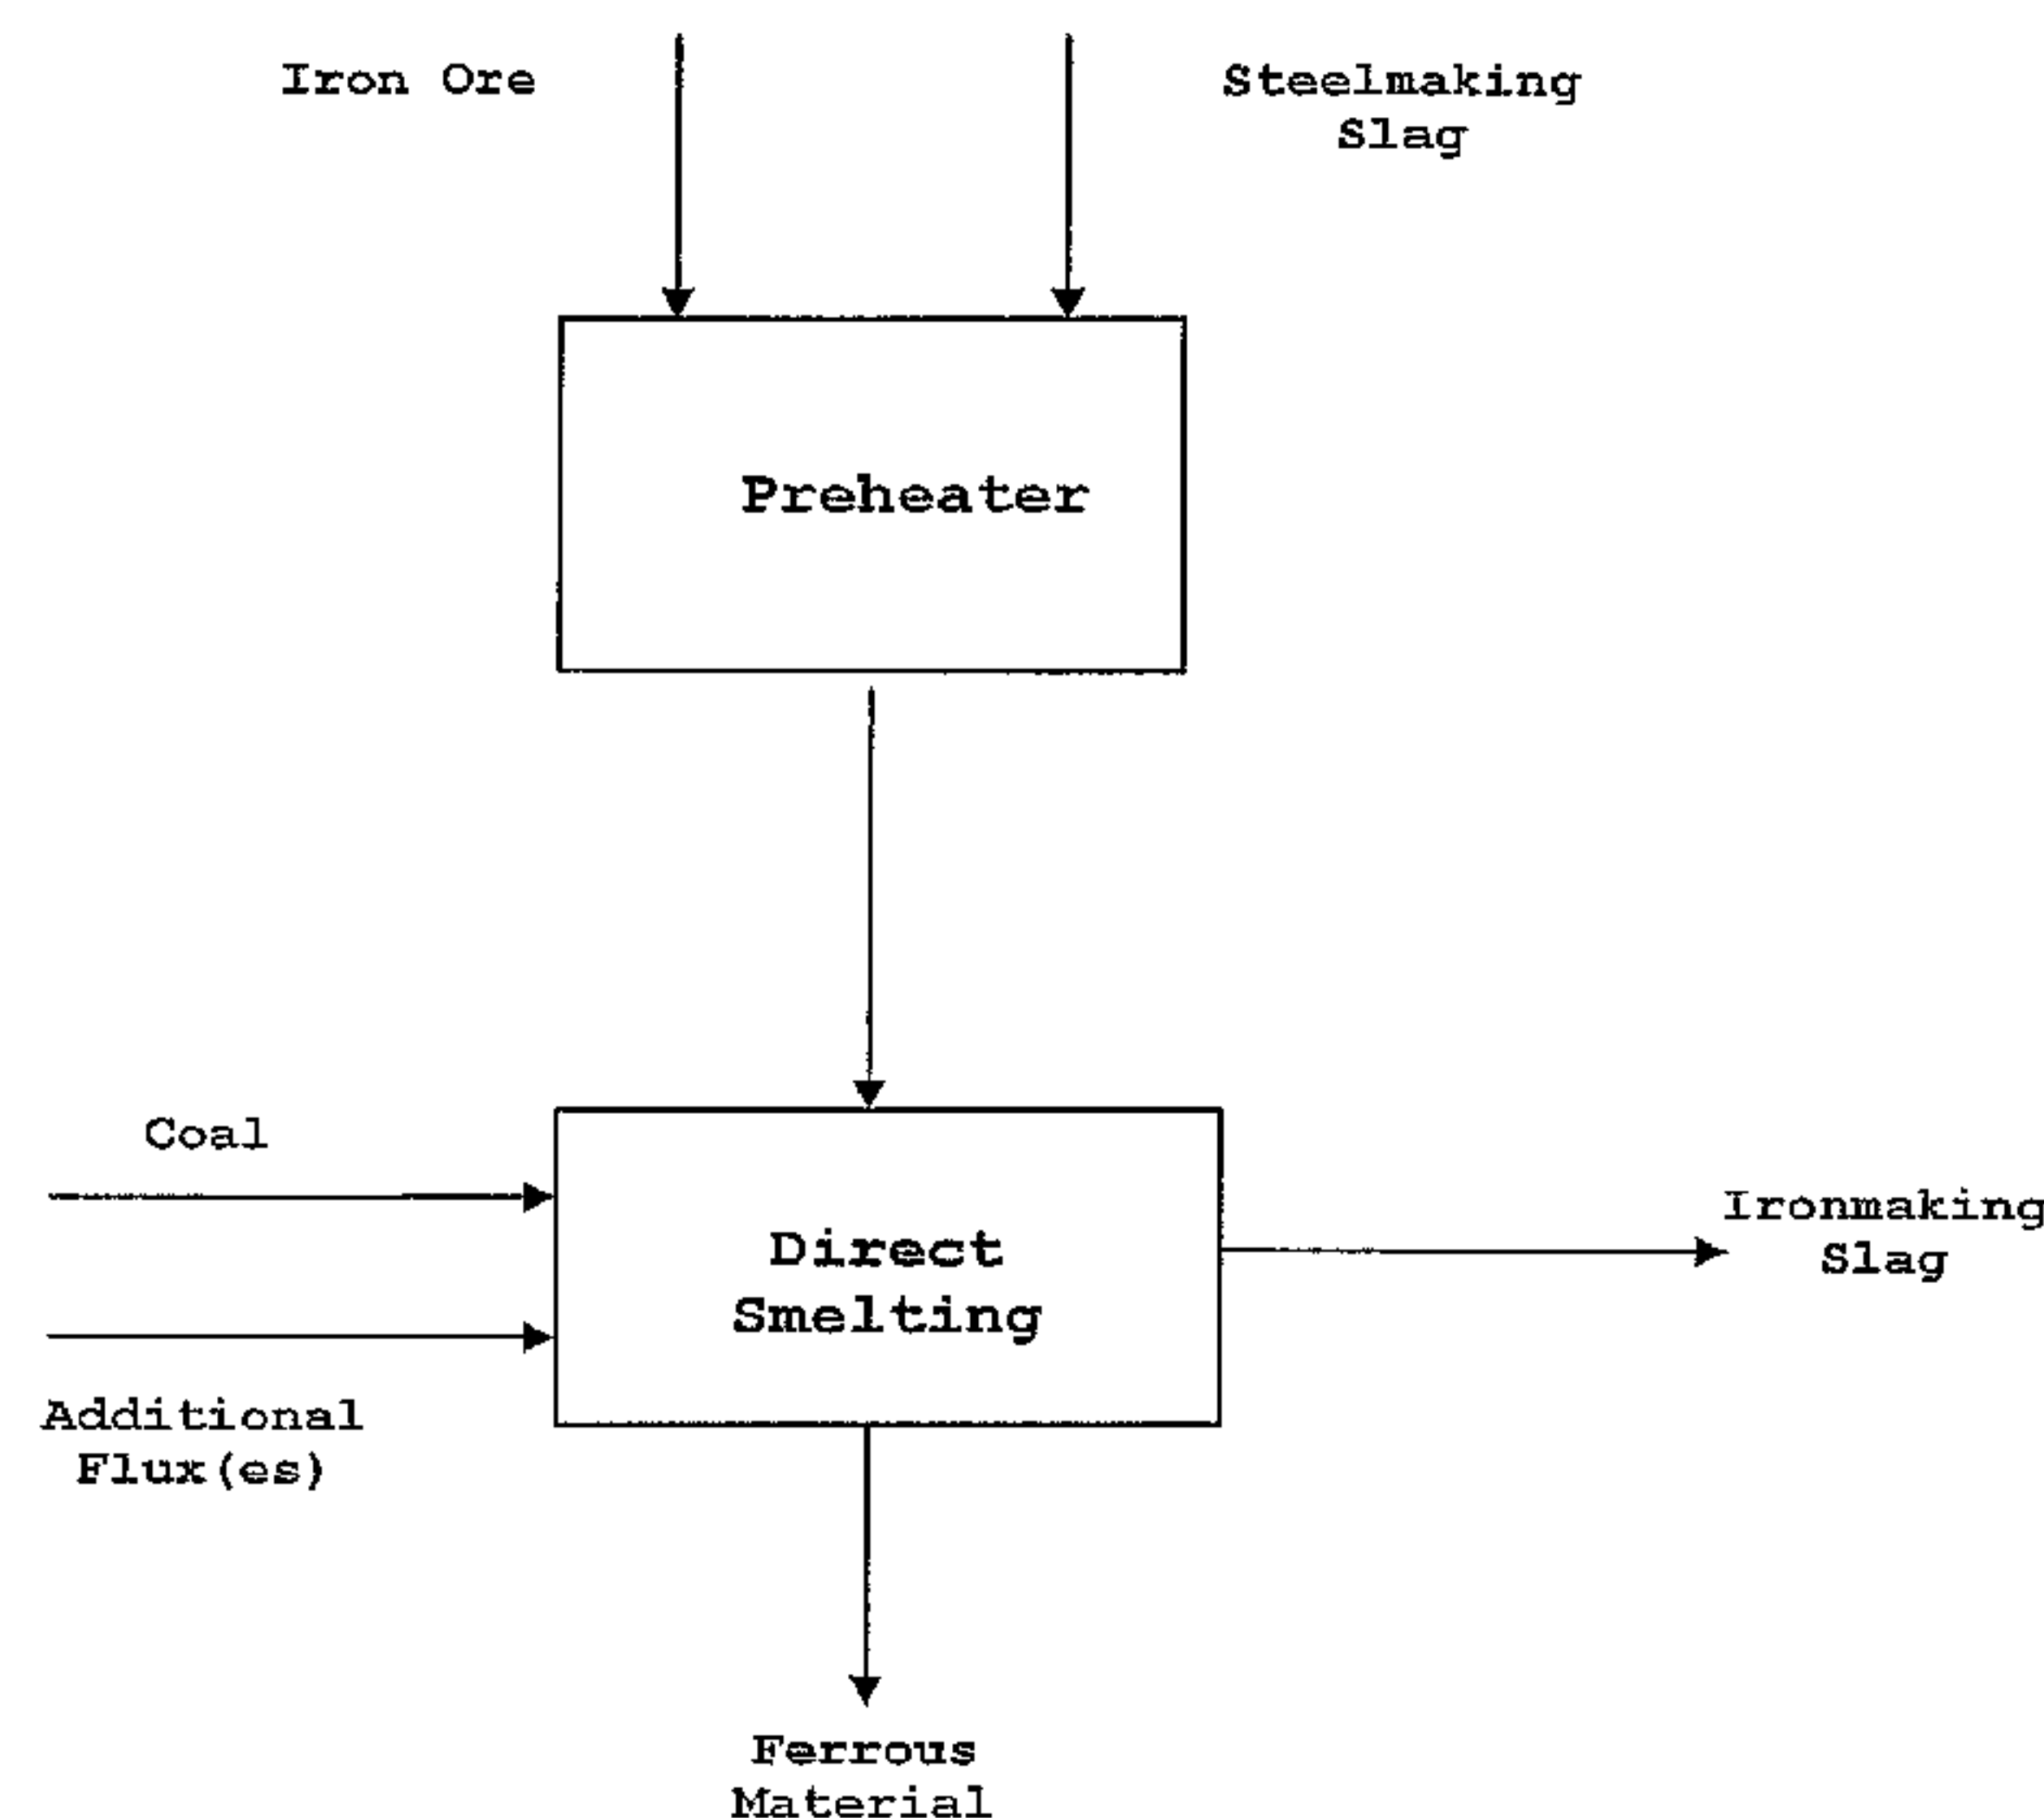 Iron Ore
Steelmaking
Slag
Preheater
Coal
Direct
Smelting
Ironmaking
Slag
Additional
Flux(es)
Ferrous
Material